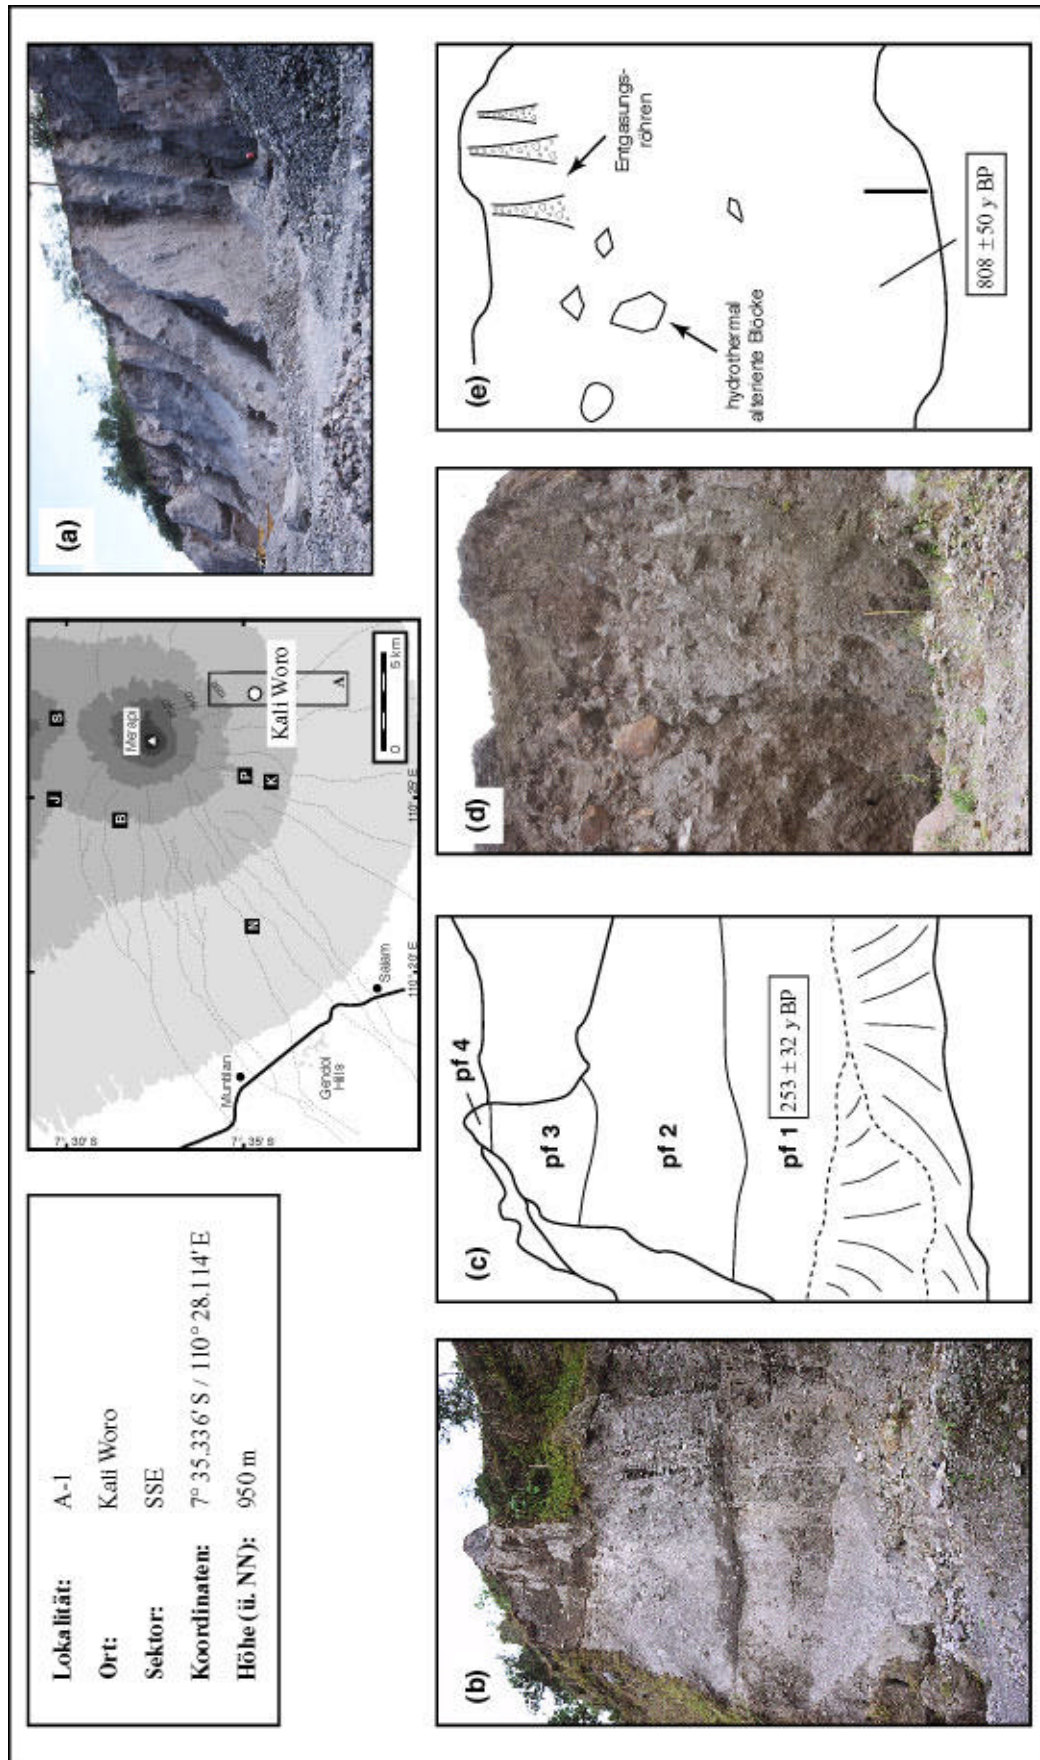 Lokalität: A-1
Ort: Kali Woro
Sektor: SSE
Koordinaten: 7° 35.336' S / 110° 28.114' E
Höhe (ü. NN): 950 m
7° 30' S
7° 35' S
110° 20' E
110° 25' E
Muntilan
Gendol
Hills
Salam
Merapi
J
S
B
P
K
N
A
Kali Woro
0 5 km
(a)
(b)
(c)
pf 4
pf 3
pf 2
pf 1
253 ± 32 y BP
(d)
(e)
Entgasungs-
röhren
hydrothermal
alterierte Blöcke
808 ± 50 y BP